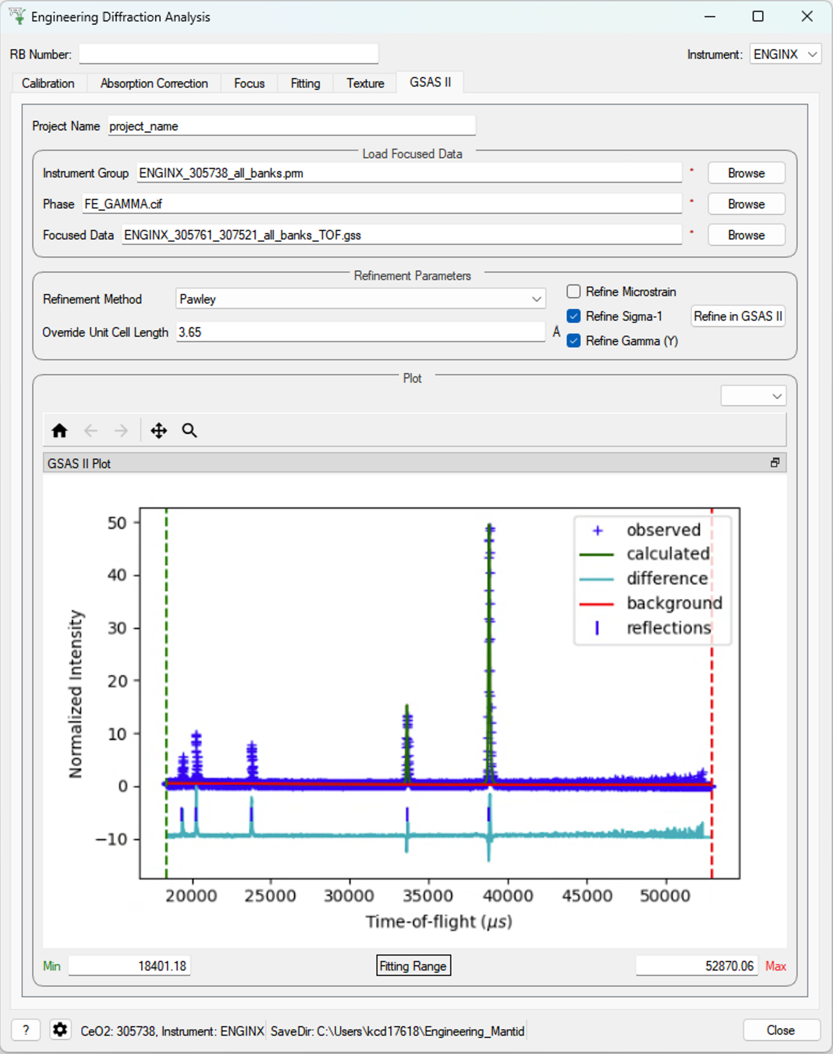 Engineering Diffraction Analysis
RB Number: Instrument: ENGINX
Calibration Absorption Correction Focus Fitting Texture GSAS II
Project Name project_name
Load Focused Data
Instrument Group ENGINX_305738_all_banks.prm * Browse
Phase FE_GAMMA.cif * Browse
Focused Data ENGINX_305761_307521_all_banks_TOF.gss * Browse
Refinement Parameters
Refinement Method Pawley Refine Microstrain
Refine Sigma-1 Refine in GSAS II
Override Unit Cell Length 3.65 Å Refine Gamma (Y)
Plot
GSAS II Plot
50
40
30
20
10
0
−10
Normalized Intensity
observed
calculated
difference
background
reflections
20000 25000 30000 35000 40000 45000 50000
Time-of-flight (μs)
Min 18401.18 Fitting Range 52870.06 Max
? CeO2: 305738, Instrument: ENGINX SaveDir: C:\Users\kcd17618\Engineering_Mantid Close